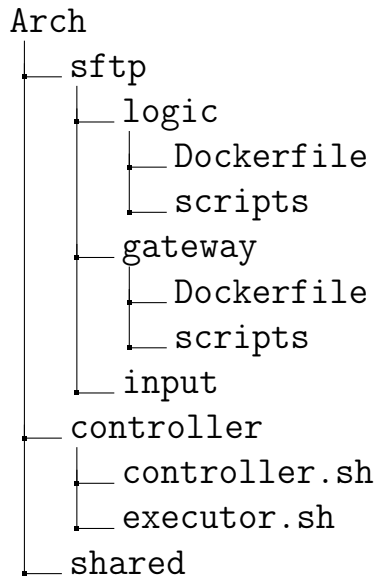 Arch
sftp
logic
Dockerfile
scripts
gateway
Dockerfile
scripts
input
controller
controller.sh
executor.sh
shared